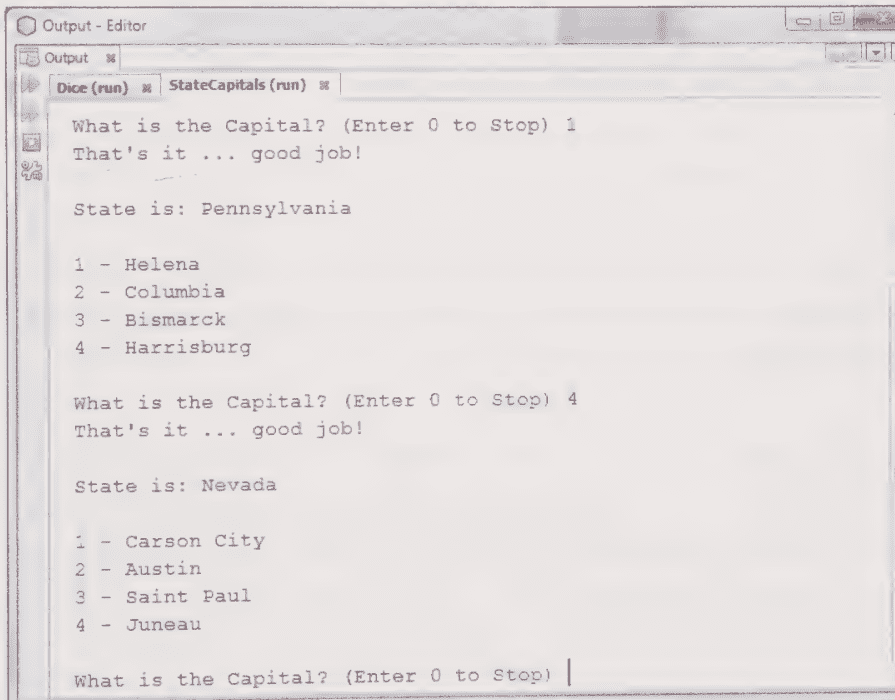 Output - Editor
Output
Dice (run) StateCapitals (run)
What is the Capital? (Enter 0 to Stop) 1
That's it ... good job!
State is: Pennsylvania
1 - Helena
2 - Columbia
3 - Bismarck
4 - Harrisburg
What is the Capital? (Enter 0 to Stop) 4
That's it ... good job!
State is: Nevada
1 - Carson City
2 - Austin
3 - Saint Paul
4 - Juneau
What is the Capital? (Enter 0 to Stop)